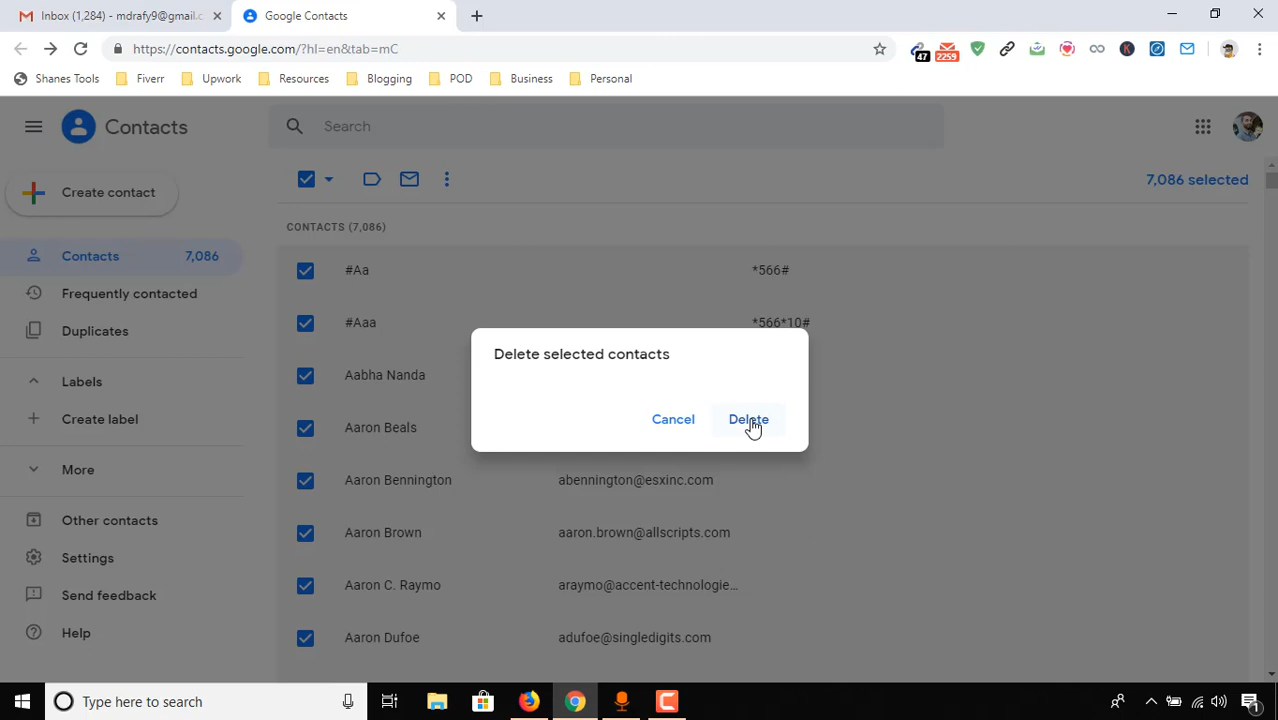 Inbox (1,284) - mdrafy9@gmail.c
Google Contacts
https://contacts.google.com/?hl=en&tab=mC
47
2259
K
Shanes Tools
Fiverr
Upwork
Resources
Blogging
POD
Business
Personal
Contacts
Search
Create contact
7,086 selected
CONTACTS (7,086)
Contacts 7,086
#Aa *566#
Frequently contacted
#Aaa *566*10#
Duplicates
Delete selected contacts
Aabha Nanda
Labels
Cancel Delete
Create label
Aaron Beals
More
Aaron Bennington abennington@esxinc.com
Other contacts
Aaron Brown aaron.brown@allscripts.com
Settings
Aaron C. Raymo araymo@accent-technologie...
Send feedback
Help
Aaron Dufoe adufoe@singledigits.com
Type here to search
1